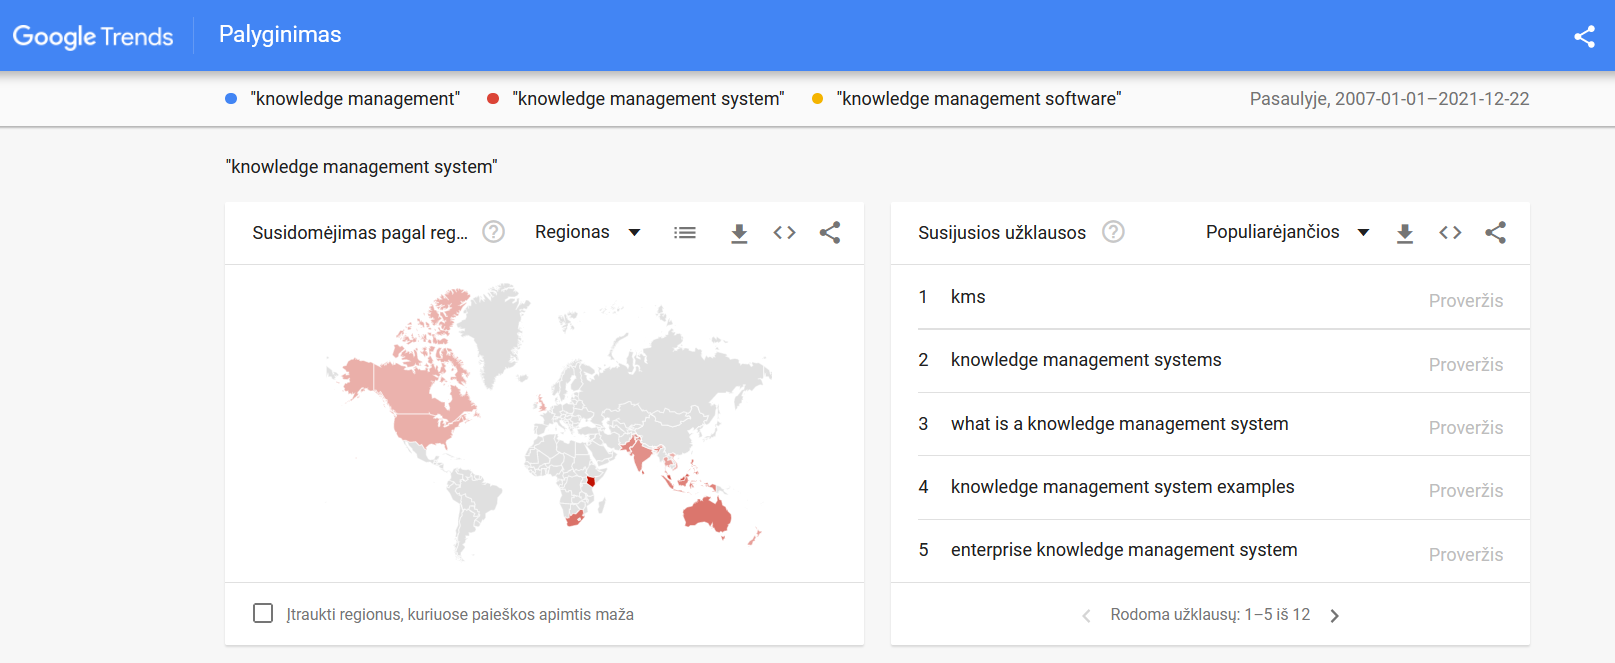 Google Trends Palyginimas
"knowledge management" "knowledge management system" "knowledge management software" Pasaulyje, 2007-01-01–2021-12-22
"knowledge management system"
Susidomėjimas pagal reg... Regionas
Įtraukti regionus, kuriuose paieškos apimtis maža
Susijusios užklausos Populiarėjančios
1 kms Proveržis
2 knowledge management systems Proveržis
3 what is a knowledge management system Proveržis
4 knowledge management system examples Proveržis
5 enterprise knowledge management system Proveržis
Rodoma užklausų: 1–5 iš 12